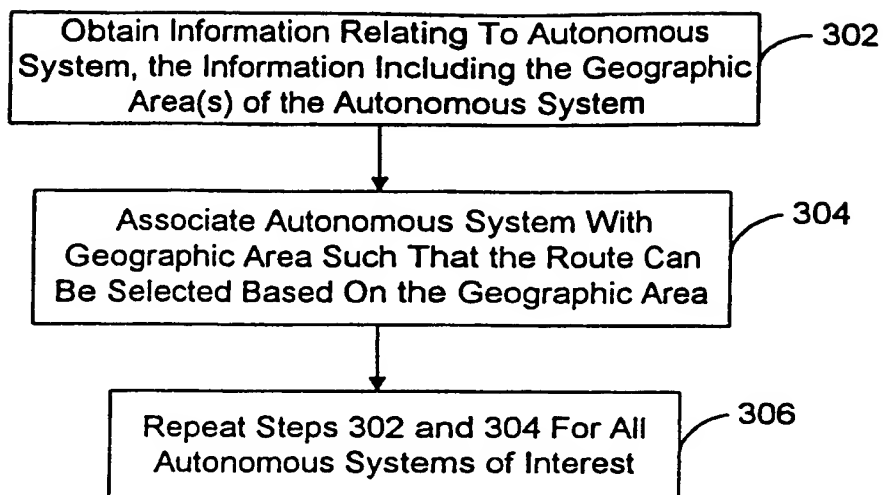 Obtain Information Relating To Autonomous
System, the Information Including the Geographic
Area(s) of the Autonomous System
302
Associate Autonomous System With
Geographic Area Such That the Route Can
Be Selected Based On the Geographic Area
304
Repeat Steps 302 and 304 For All
Autonomous Systems of Interest
306